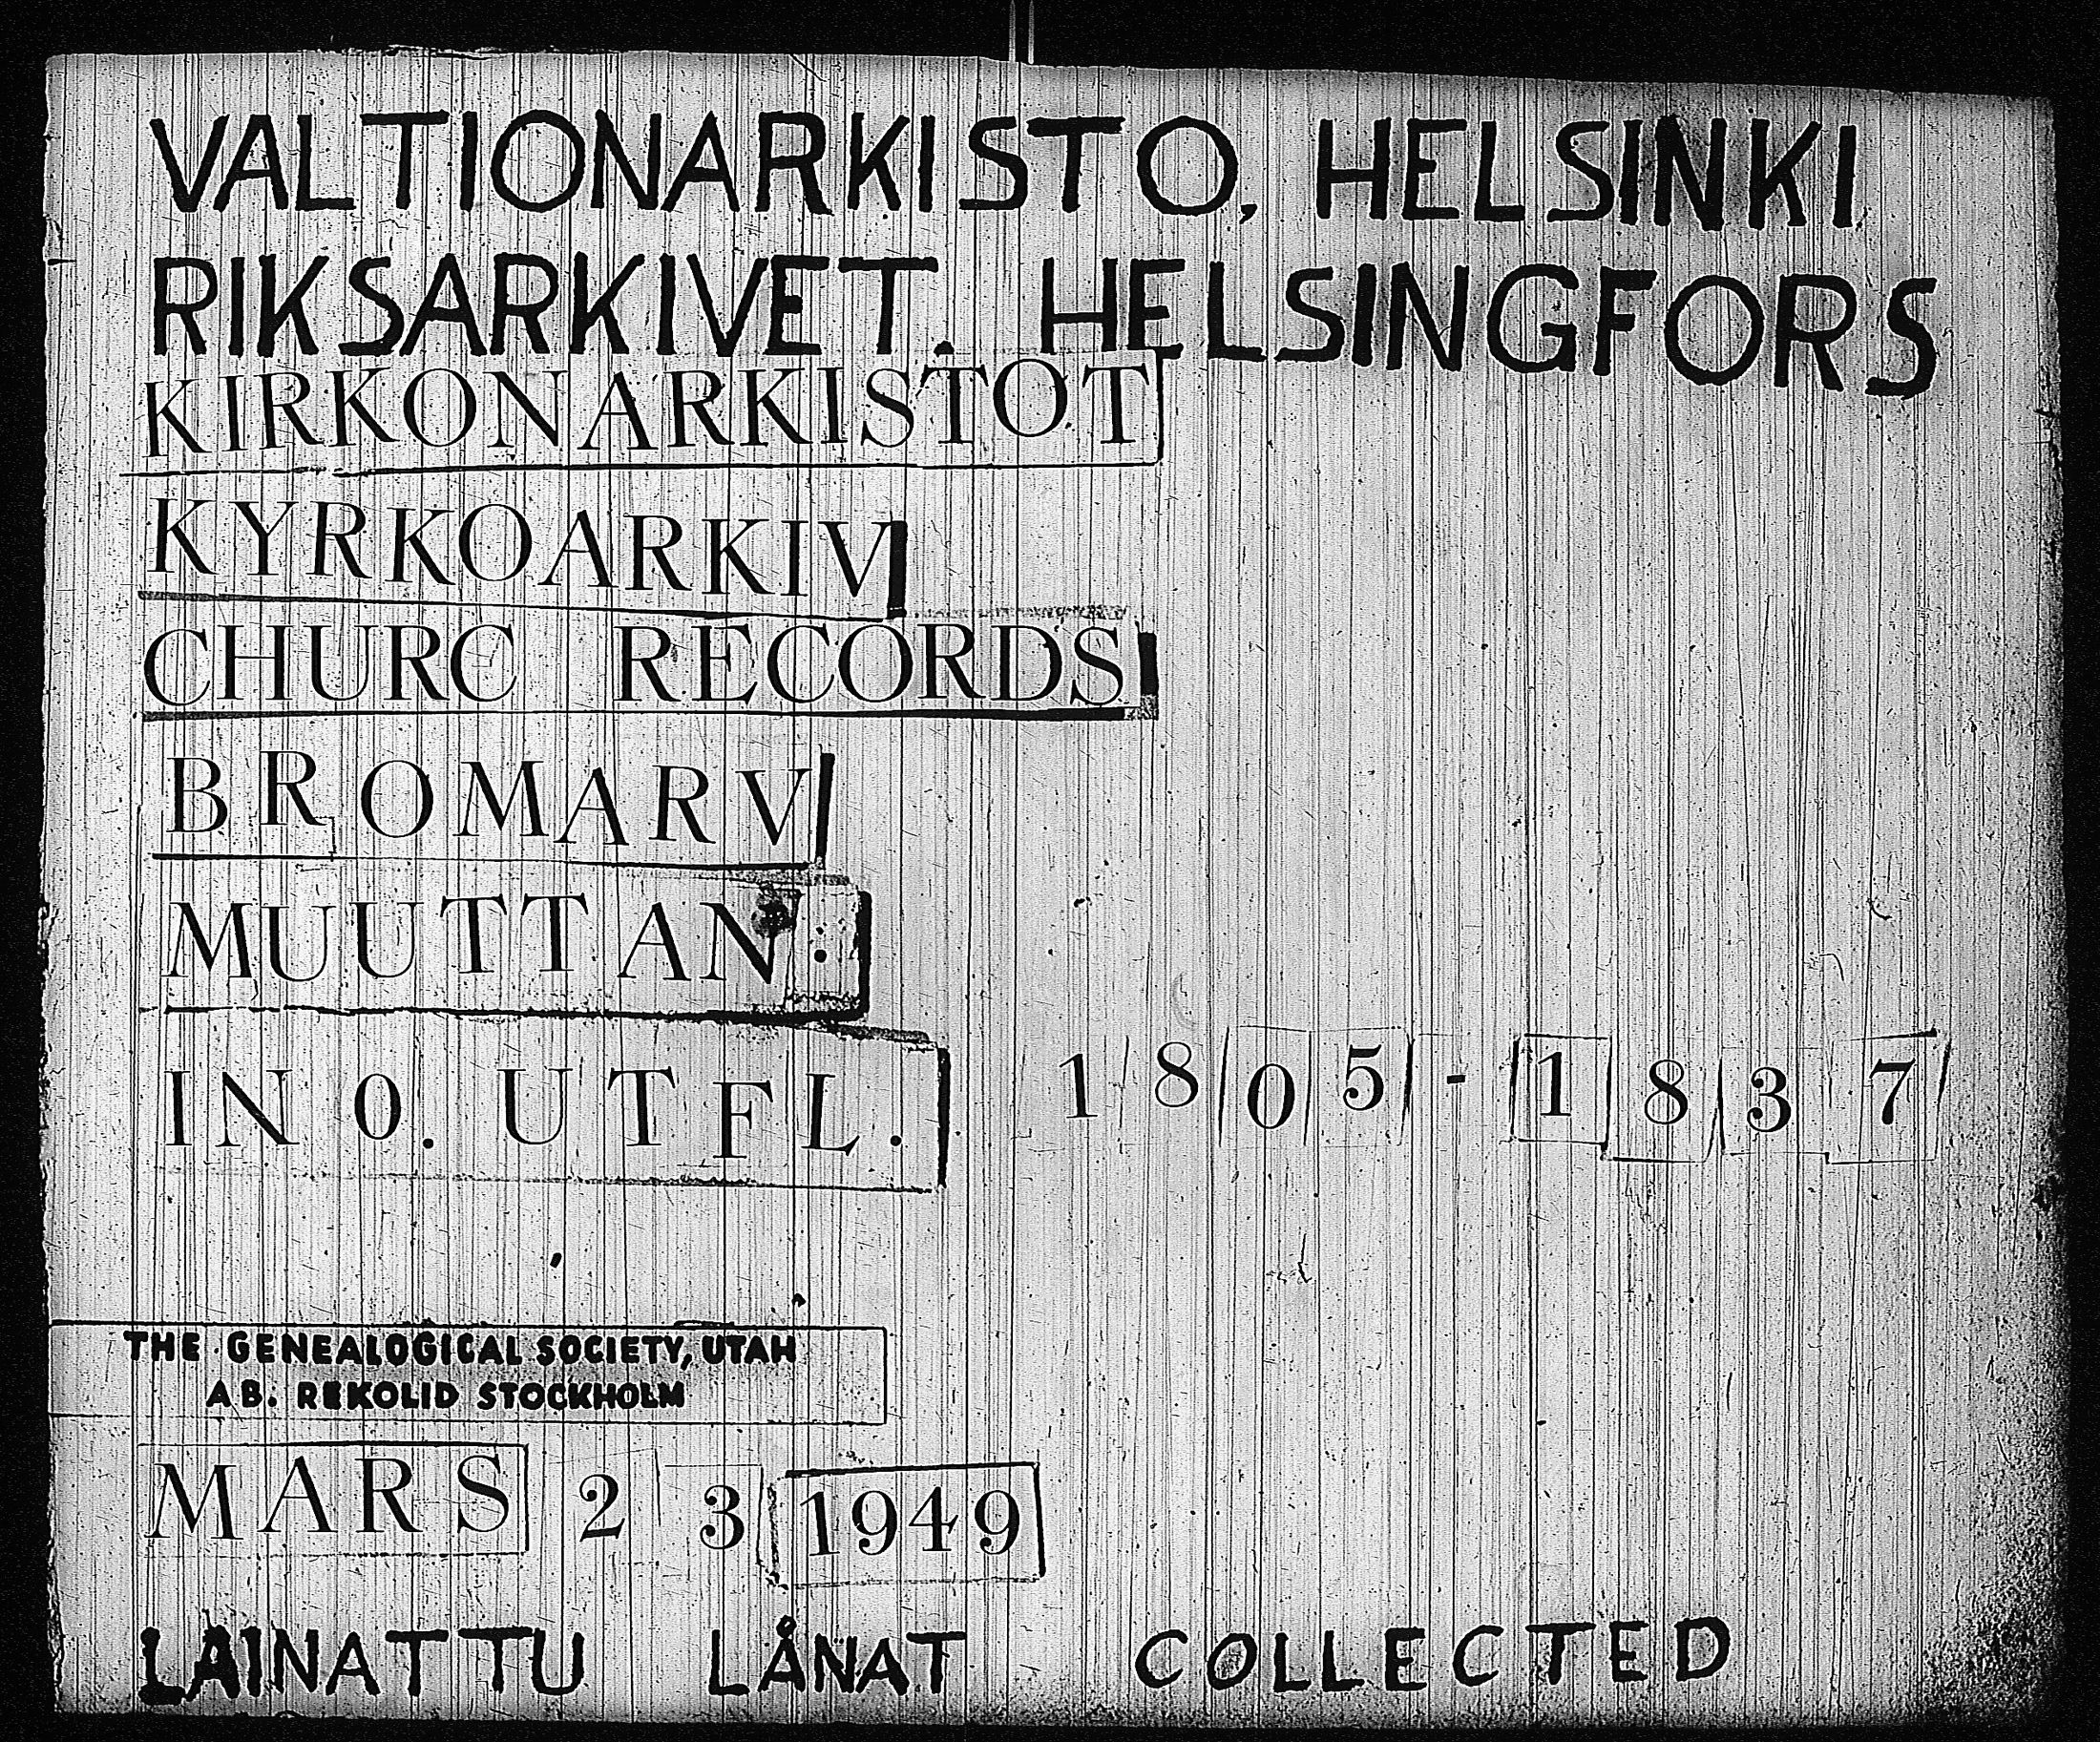 VALTIONARKISTO, HELSINKI
RIKSARKIVET. HELSINGFORS
KIRKONARKISTOT
KYRKOARKIV
CHURC RECORDS
BROMARV
MUUTTAN:
IN O. UTFL. 1805-1837
THE GENEALOGICAL SOCIETY, UTAH
AB. REKOLID STOCKHOLM
MARS 23 1949
LAINATTU LÅNAT COLLECTED